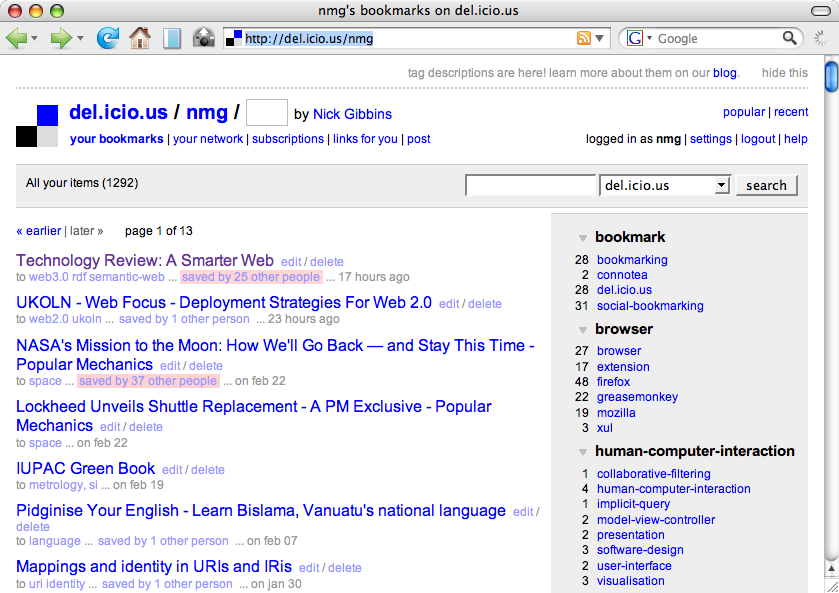 nmg's bookmarks on del.icio.us
http://del.icio.us/nmg
G Google
tag descriptions are here! learn more about them on our blog. hide this
del.icio.us / nmg / by Nick Gibbins
popular | recent
your bookmarks | your network | subscriptions | links for you | post
logged in as nmg | settings | logout | help
All your items (1292)
del.icio.us search
« earlier | later » page 1 of 13
Technology Review: A Smarter Web edit / delete
to web3.0 rdf semantic-web ... saved by 25 other people ... 17 hours ago
UKOLN - Web Focus - Deployment Strategies For Web 2.0 edit / delete
to web2.0 ukoln ... saved by 1 other person ... 23 hours ago
NASA's Mission to the Moon: How We'll Go Back — and Stay This Time -
Popular Mechanics edit / delete
to space ... saved by 37 other people ... on feb 22
Lockheed Unveils Shuttle Replacement - A PM Exclusive - Popular
Mechanics edit / delete
to space ... on feb 22
IUPAC Green Book edit / delete
to metrology, si ... on feb 19
Pidginise Your English - Learn Bislama, Vanuatu's national language edit /
delete
to language ... saved by 1 other person ... on feb 07
Mappings and identity in URIs and IRIs edit / delete
to uri identity ... saved by 1 other person ... on jan 30
bookmark
28 bookmarking
2 connotea
28 del.icio.us
31 social-bookmarking
browser
27 browser
17 extension
48 firefox
22 greasemonkey
19 mozilla
3 xul
human-computer-interaction
1 collaborative-filtering
4 human-computer-interaction
1 implicit-query
2 model-view-controller
2 presentation
3 software-design
2 user-interface
3 visualisation